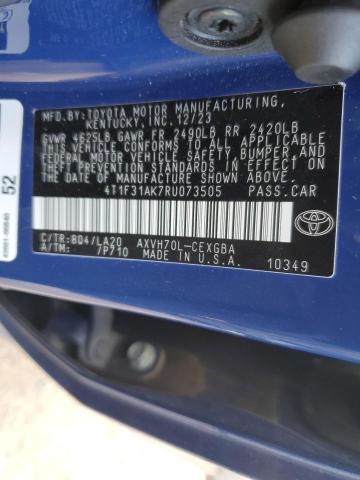 MFD.BY TOYOTA MOTOR MANUFACTURING,
KENTUCKY, INC. 12/23
GVWR 4625LB GAWR FR 2490LB RR 2420LB
THIS VEHICLE CONFORMS TO ALL APPLICABLE
FEDERAL MOTOR VEHICLE SAFETY, BUMPER, AND
THEFT PREVENTION STANDARDS IN EFFECT ON
THE DATE OF MANUFACTURE SHOWN ABOVE.
4T1F31AK7RU073505 PASS.CAR
C/TR:8Q4/LA20 AXVH70L-CEXGBA
A/TM: /P710 MADE IN U.S.A. 10349
52